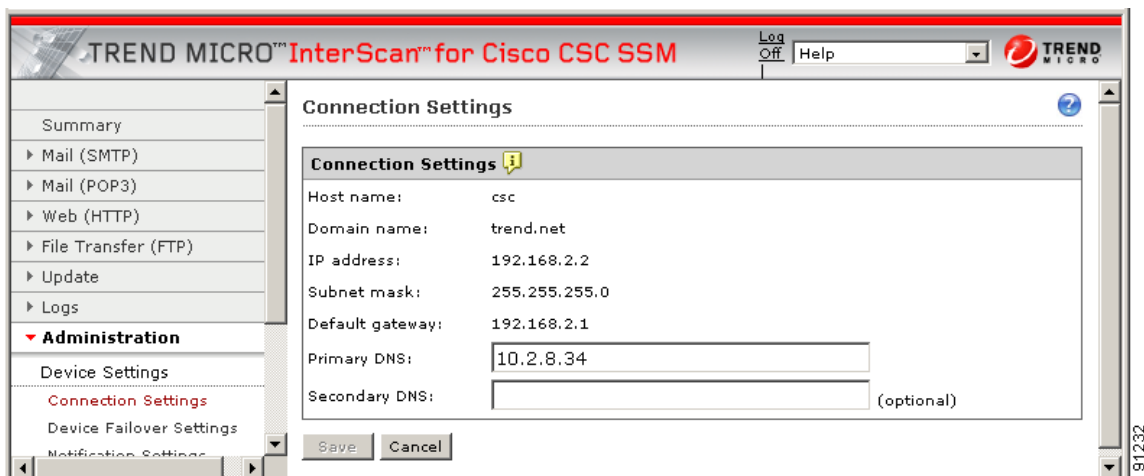 TREND MICRO™ InterScan™ for Cisco CSC SSM
Log Off
Help
TREND MICRO
Summary
Mail (SMTP)
Mail (POP3)
Web (HTTP)
File Transfer (FTP)
Update
Logs
Administration
Device Settings
Connection Settings
Device Failover Settings
Notification Settings
Connection Settings
Connection Settings
Host name: csc
Domain name: trend.net
IP address: 192.168.2.2
Subnet mask: 255.255.255.0
Default gateway: 192.168.2.1
Primary DNS: 10.2.8.34
Secondary DNS: (optional)
Save Cancel
91232